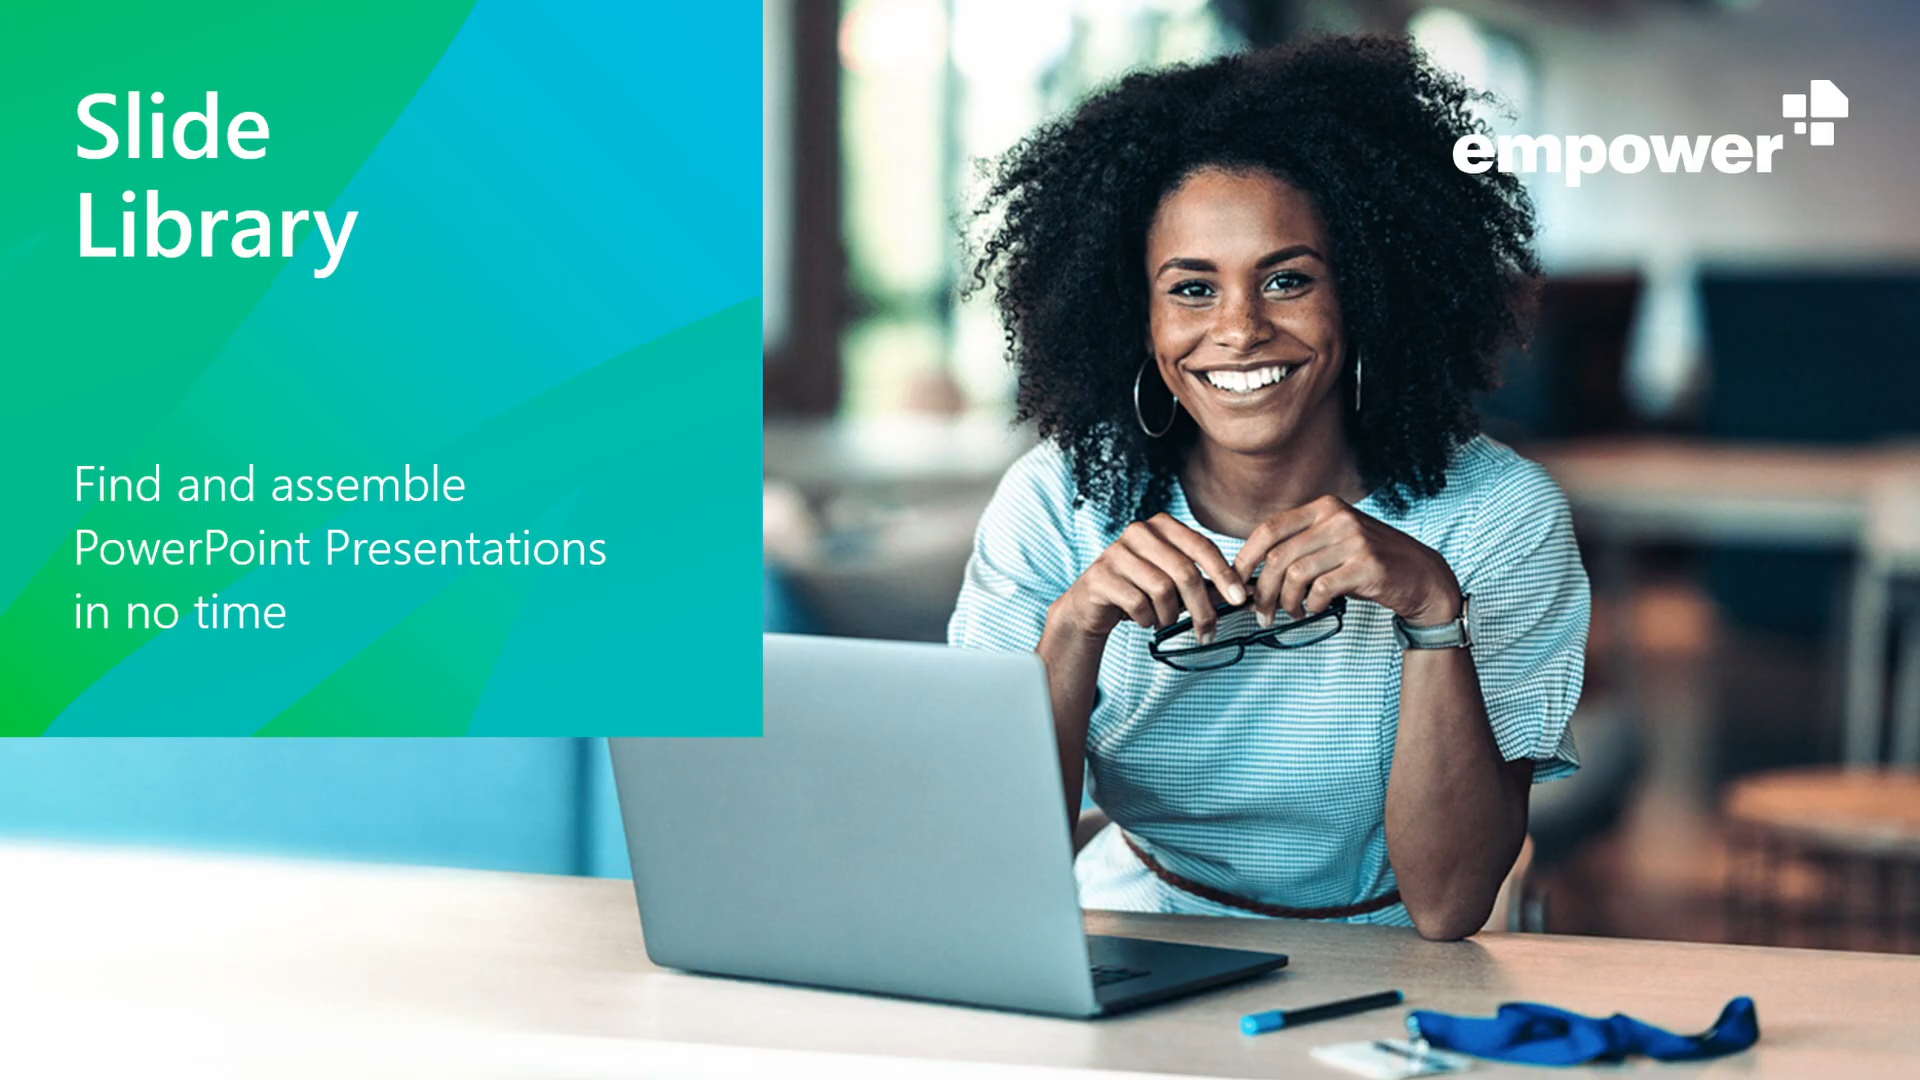 Slide
Library
empower
Find and assemble
PowerPoint Presentations
in no time